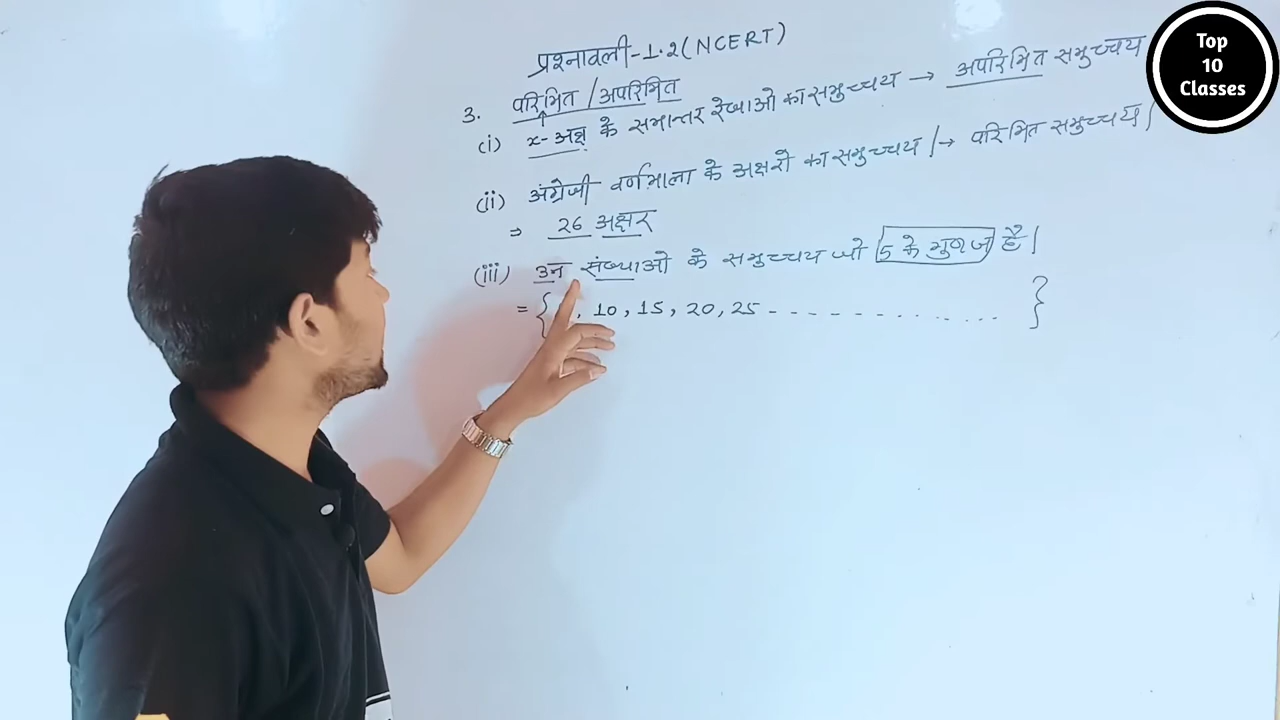 प्रश्नावली-1.2(NCERT)
3. परिमित / अपरिमित
(i) x-अक्ष के समान्तर रेखाओ का समुच्चय → अपरिमित समुच्चय
(ii) अंग्रेजी वर्णमाला के अक्षरो का समुच्चय |→ परिमित समुच्चय |
⇒ 26 अक्षर
(iii) उन संख्याओ के समुच्चय जो 5 के गुणज है |
= { , 10, 15, 20, 25 - - - - - - - - - - - - - - }
Top
10
Classes